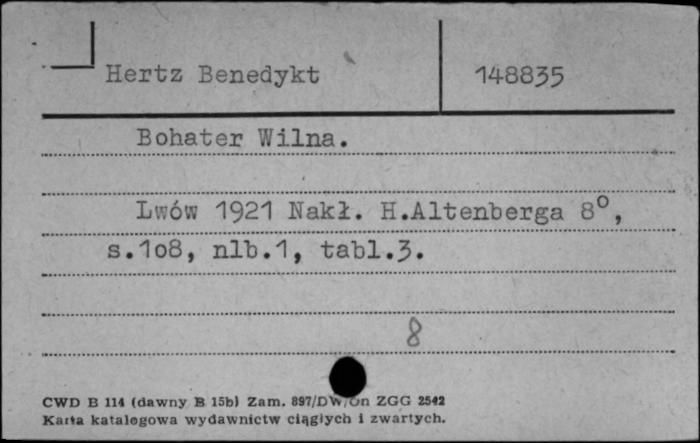 Hertz Benedykt 148835
Bohater Wilna.
Lwów 1921 Nakł. H.Altenberga 8°,
s.1o8, nlb.1, tabl.3.
8
CWD B 114 (dawny B 15b) Zam. 897/DW/on ZGG 2542
Karta katalogowa wydawnictw ciągłych i zwartych.